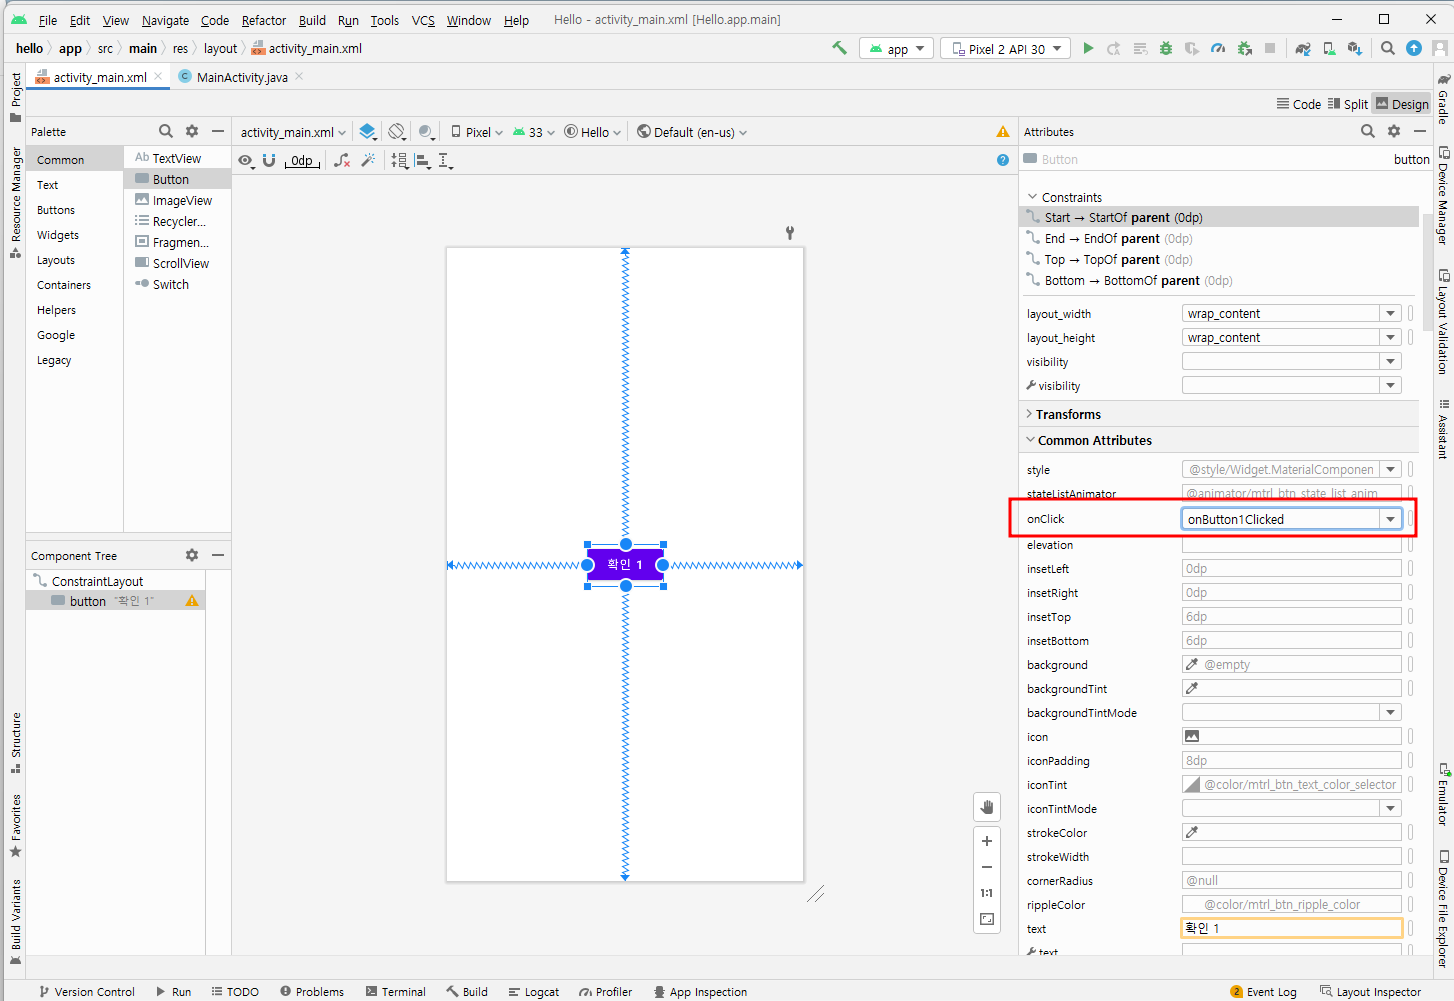 File Edit View Navigate Code Refactor Build Run Tools VCS Window Help Hello - activity_main.xml [Hello.app.main]
hello app src main res layout activity_main.xml
app Pixel 2 API 30
activity_main.xml MainActivity.java
Code Split Design
Palette
Common
Text
Buttons
Widgets
Layouts
Containers
Helpers
Google
Legacy
Ab TextView
Button
ImageView
Recycler...
Fragmen...
ScrollView
Switch
activity_main.xml Pixel 33 Hello Default (en-us)
0dp
확인 1
1:1
Component Tree
ConstraintLayout
button "확인 1"
Attributes
Button button
Constraints
Start → StartOf parent (0dp)
End → EndOf parent (0dp)
Top → TopOf parent (0dp)
Bottom → BottomOf parent (0dp)
layout_width wrap_content
layout_height wrap_content
visibility
visibility
Transforms
Common Attributes
style @style/Widget.MaterialComponen
stateListAnimator @animator/mtrl_btn_state_list_anim
onClick onButton1Clicked
elevation
insetLeft 0dp
insetRight 0dp
insetTop 6dp
insetBottom 6dp
background @empty
backgroundTint
backgroundTintMode
icon
iconPadding 8dp
iconTint @color/mtrl_btn_text_color_selector
iconTintMode
strokeColor
strokeWidth
cornerRadius @null
rippleColor @color/mtrl_btn_ripple_color
text 확인 1
text
Project
Resource Manager
Structure
Favorites
Build Variants
Gradle
Device Manager
Layout Validation
Assistant
Emulator
Device File Explorer
Version Control Run TODO Problems Terminal Build Logcat Profiler App Inspection 2 Event Log Layout Inspector